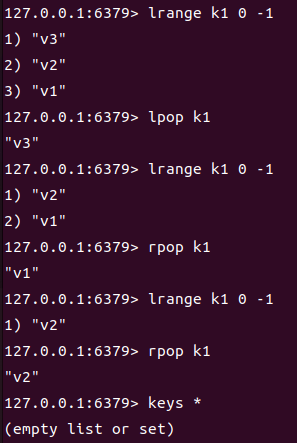 127.0.0.1:6379> lrange k1 0 -1
1) "v3"
2) "v2"
3) "v1"
127.0.0.1:6379> lpop k1
"v3"
127.0.0.1:6379> lrange k1 0 -1
1) "v2"
2) "v1"
127.0.0.1:6379> rpop k1
"v1"
127.0.0.1:6379> lrange k1 0 -1
1) "v2"
127.0.0.1:6379> rpop k1
"v2"
127.0.0.1:6379> keys *
(empty list or set)